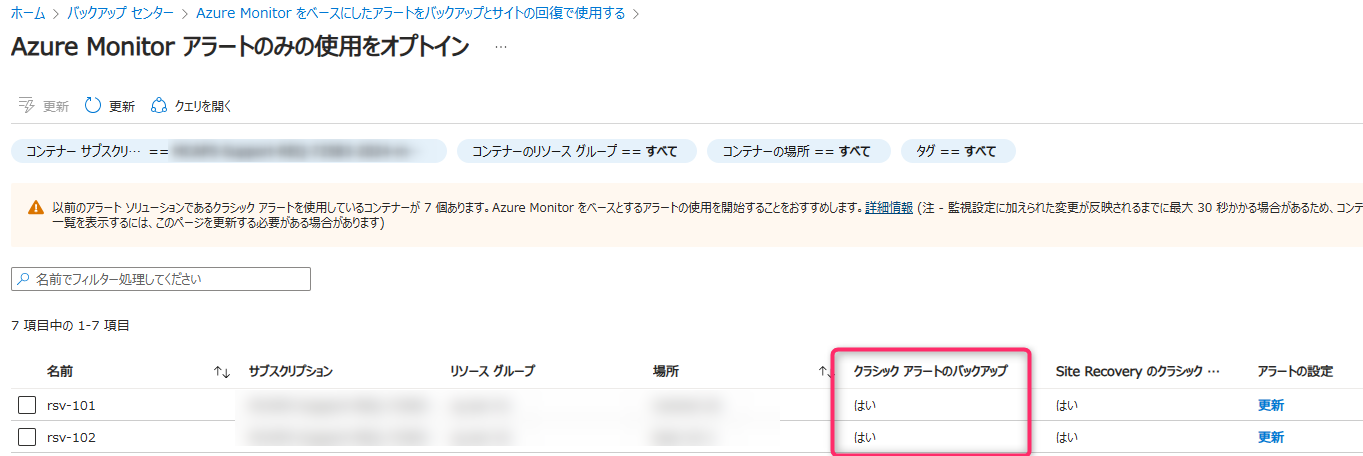 ホーム > バックアップ センター > Azure Monitor をベースにしたアラートをバックアップとサイトの回復で使用する >
Azure Monitor アラートのみの使用をオプトイン ...
更新 更新 クエリを開く
コンテナー サブスクリ… == コンテナーのリソース グループ == すべて コンテナーの場所 == すべて タグ == すべて
以前のアラート ソリューションであるクラシック アラートを使用しているコンテナーが 7 個あります。Azure Monitor をベースとするアラートの使用を開始することをおすすめします。詳細情報 (注 - 監視設定に加えられた変更が反映されるまでに最大 30 秒かかる場合があるため、コンテ
一覧を表示するには、このページを更新する必要がある場合があります)
名前でフィルター処理してください
7 項目中の 1-7 項目
名前 サブスクリプション リソース グループ 場所 クラシック アラートのバックアップ Site Recovery のクラシック … アラートの設定
rsv-101 はい はい 更新
rsv-102 はい はい 更新